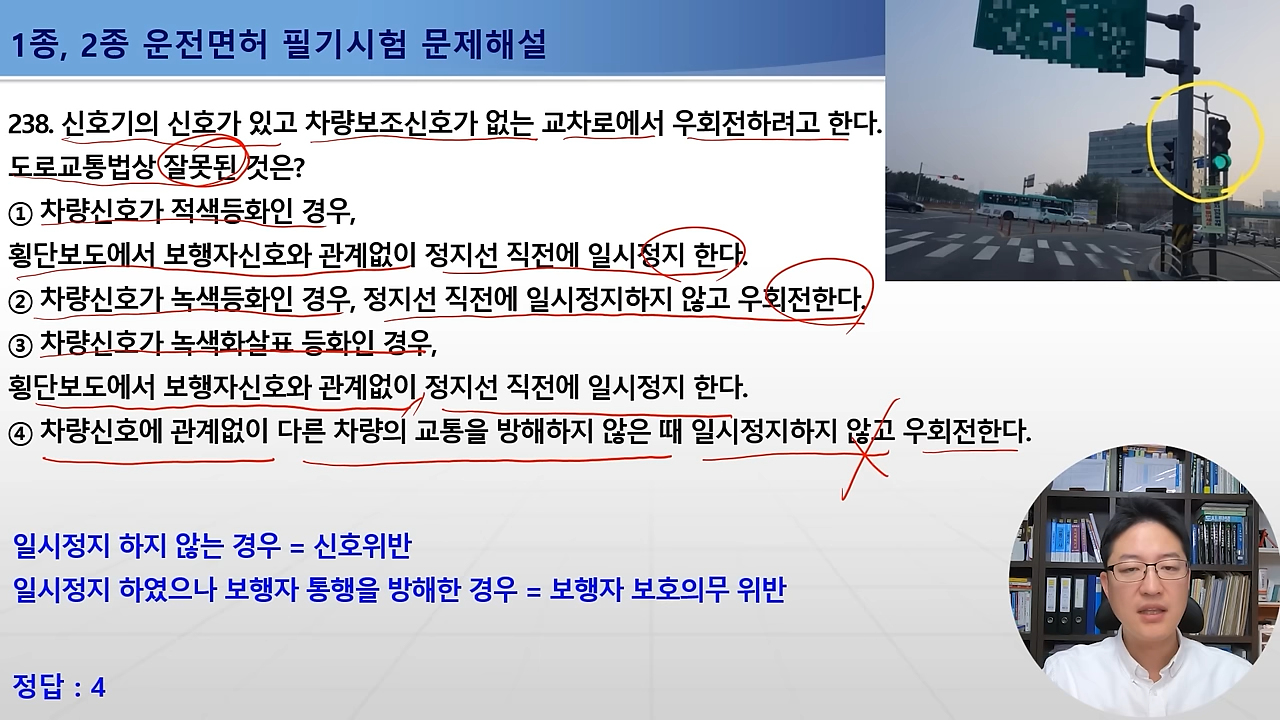 1종, 2종 운전면허 필기시험 문제해설
238. 신호기의 신호가 있고 차량보조신호가 없는 교차로에서 우회전하려고 한다.
도로교통법상 잘못된 것은?
① 차량신호가 적색등화인 경우,
횡단보도에서 보행자신호와 관계없이 정지선 직전에 일시정지 한다.
② 차량신호가 녹색등화인 경우, 정지선 직전에 일시정지하지 않고 우회전한다.
③ 차량신호가 녹색화살표 등화인 경우,
횡단보도에서 보행자신호와 관계없이 정지선 직전에 일시정지 한다.
④ 차량신호에 관계없이 다른 차량의 교통을 방해하지 않은 때 일시정지하지 않고 우회전한다.
일시정지 하지 않는 경우 = 신호위반
일시정지 하였으나 보행자 통행을 방해한 경우 = 보행자 보호의무 위반
정답 : 4